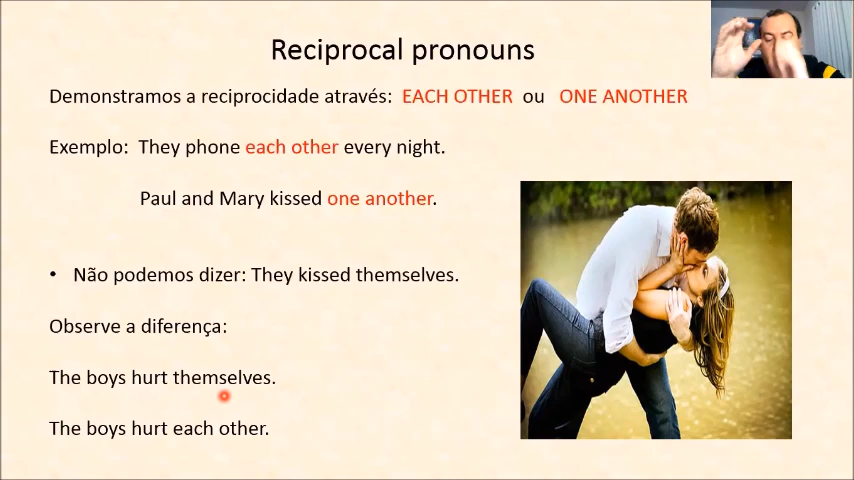 Reciprocal pronouns
Demonstramos a reciprocidade através: EACH OTHER ou ONE ANOTHER
Exemplo: They phone each other every night.
Paul and Mary kissed one another.
• Não podemos dizer: They kissed themselves.
Observe a diferença:
The boys hurt themselves.
The boys hurt each other.